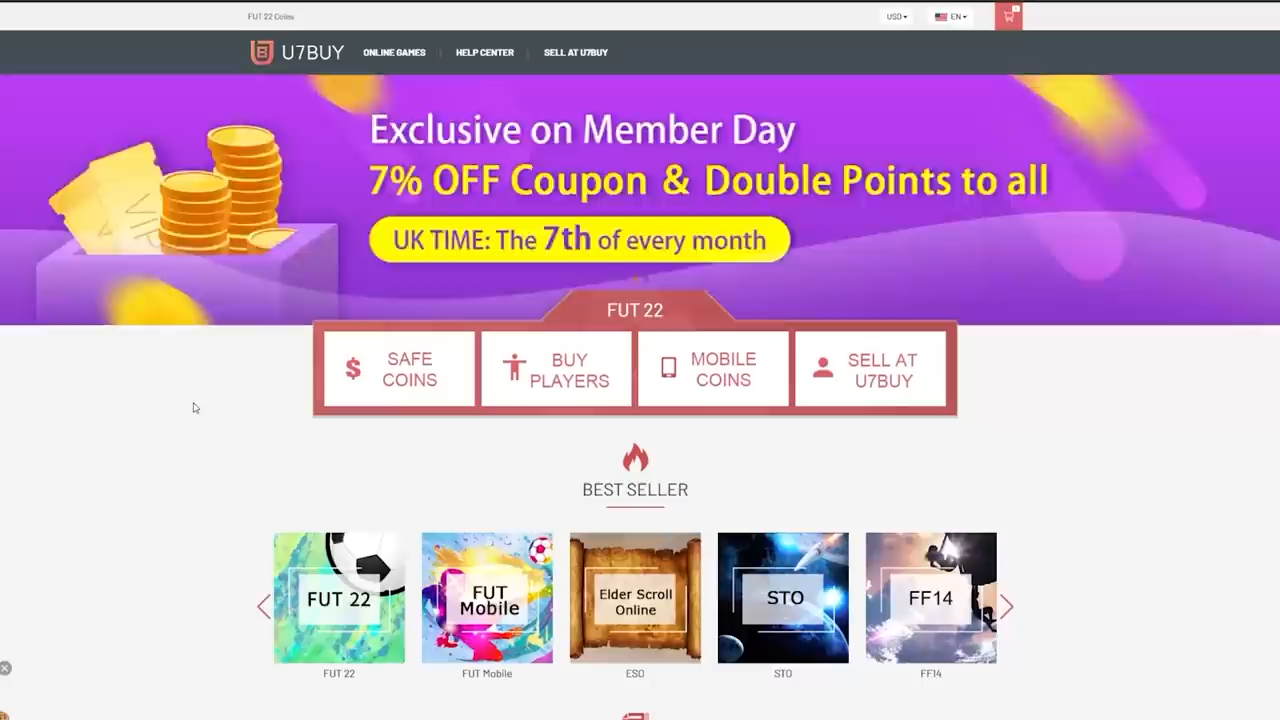 FUT 22 Coins
USD
EN
1
U7BUY
ONLINE GAMES
HELP CENTER
SELL AT U7BUY
Exclusive on Member Day
7% OFF Coupon & Double Points to all
UK TIME: The 7th of every month
FUT 22
SAFE
COINS
BUY
PLAYERS
MOBILE
COINS
SELL AT
U7BUY
BEST SELLER
FUT 22
FUT
Mobile
Elder Scroll
Online
STO
FF14
FUT 22
FUT Mobile
ESO
STO
FF14